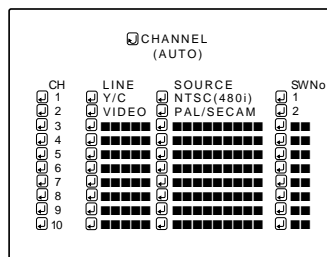 CHANNEL
(AUTO)
CH LINE SOURCE SWNo
1 Y/C NTSC(480i) 1
2 VIDEO PAL/SECAM 2
3
4
5
6
7
8
9
10